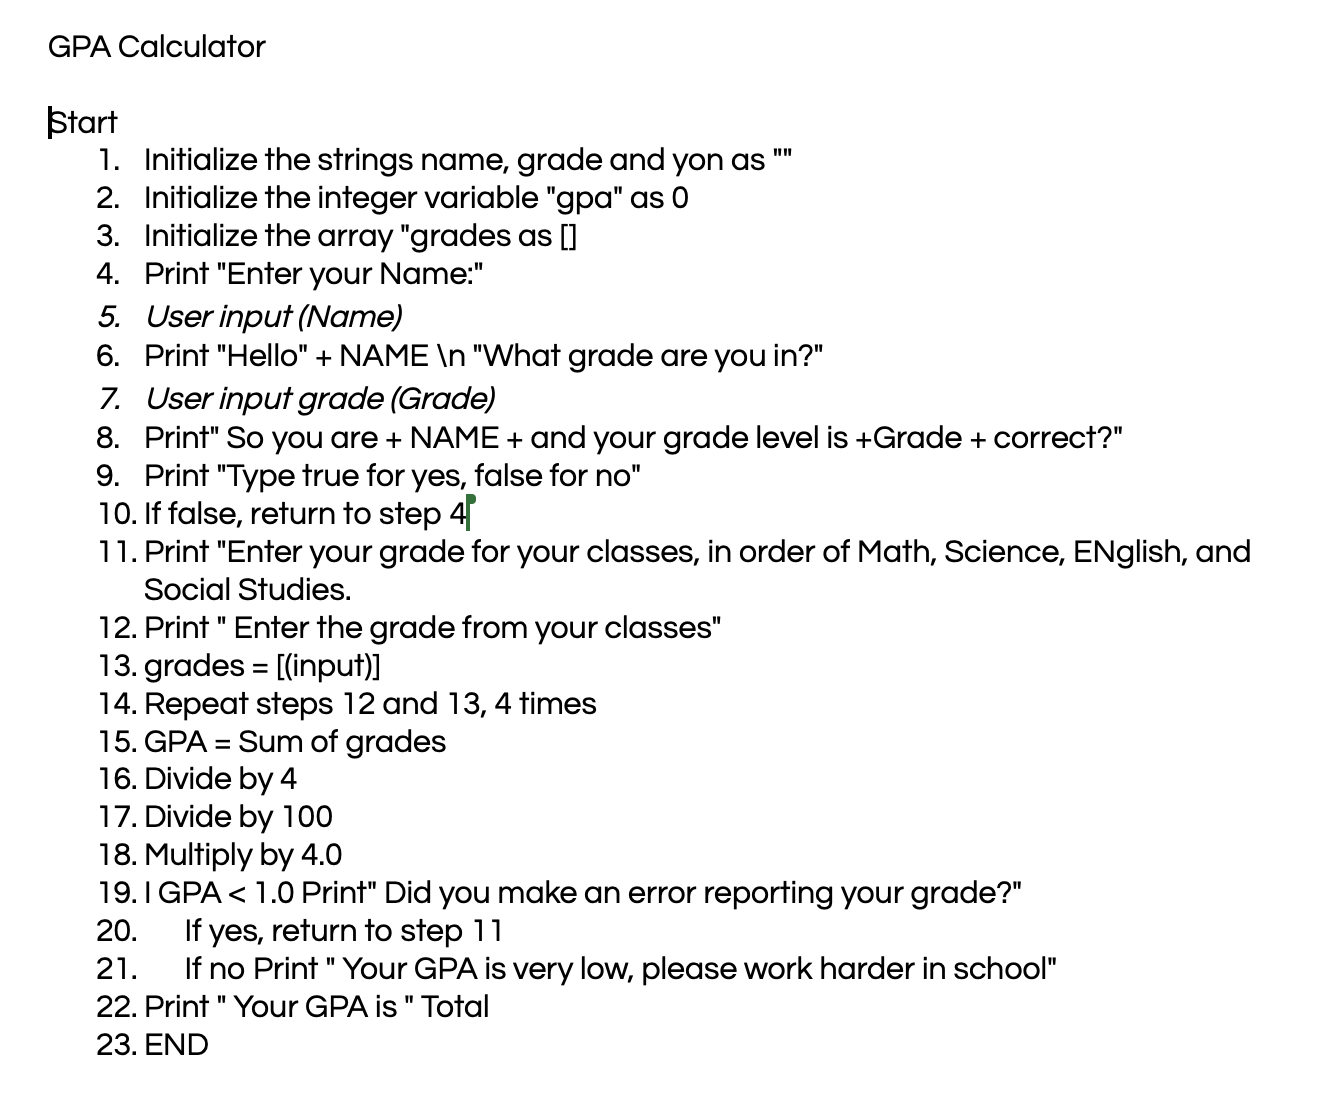 GPA Calculator
Start
1. Initialize the strings name, grade and yon as ""
2. Initialize the integer variable "gpa" as 0
3. Initialize the array "grades as []
4. Print "Enter your Name:"
5. User input (Name)
6. Print "Hello" + NAME \n "What grade are you in?"
7. User input grade (Grade)
8. Print" So you are + NAME + and your grade level is +Grade + correct?"
9. Print "Type true for yes, false for no"
10. If false, return to step 4
11. Print "Enter your grade for your classes, in order of Math, Science, ENglish, and
Social Studies.
12. Print " Enter the grade from your classes"
13. grades = [(input)]
14. Repeat steps 12 and 13, 4 times
15. GPA = Sum of grades
16. Divide by 4
17. Divide by 100
18. Multiply by 4.0
19. I GPA < 1.0 Print" Did you make an error reporting your grade?"
20. If yes, return to step 11
21. If no Print " Your GPA is very low, please work harder in school"
22. Print " Your GPA is " Total
23. END